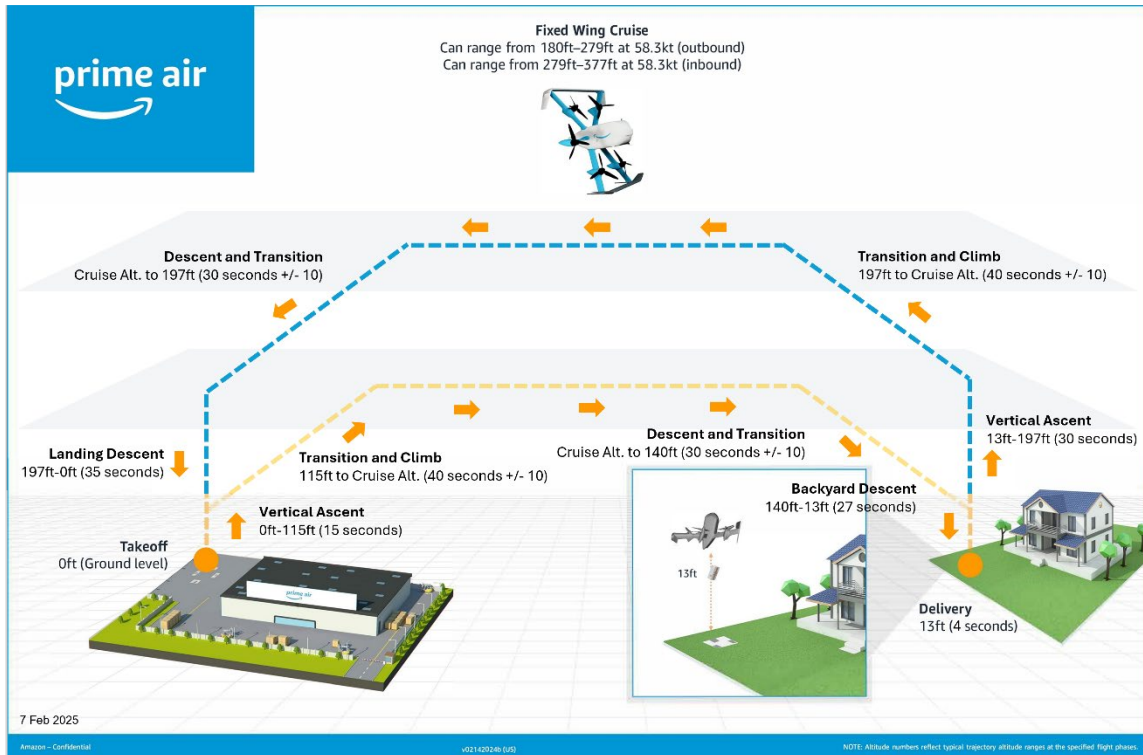 prime air
Fixed Wing Cruise
Can range from 180ft–279ft at 58.3kt (outbound)
Can range from 279ft–377ft at 58.3kt (inbound)
Descent and Transition
Cruise Alt. to 197ft (30 seconds +/- 10)
Transition and Climb
197ft to Cruise Alt. (40 seconds +/- 10)
Landing Descent
197ft-0ft (35 seconds)
Transition and Climb
115ft to Cruise Alt. (40 seconds +/- 10)
Descent and Transition
Cruise Alt. to 140ft (30 seconds +/- 10)
Vertical Ascent
13ft-197ft (30 seconds)
Vertical Ascent
0ft-115ft (15 seconds)
Backyard Descent
140ft-13ft (27 seconds)
Takeoff
0ft (Ground level)
prime air
13ft
Delivery
13ft (4 seconds)
7 Feb 2025
Amazon – Confidential
v02142024b (US)
NOTE: Altitude numbers reflect typical trajectory altitude ranges at the specified flight phases.